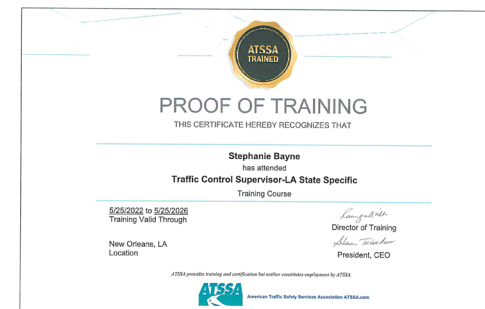 ATSSA
TRAINED
PROOF OF TRAINING
THIS CERTIFICATE HEREBY RECOGNIZES THAT
Stephanie Bayne
has attended
Traffic Control Supervisor-LA State Specific
Training Course
5/25/2022 to 5/25/2026
Training Valid Through
Director of Training
New Orleans, LA
Location
President, CEO
ATSSA provides training and certification but neither constitutes employment by ATSSA.
ATSSA
American Traffic Safety Services Association ATSSA.com